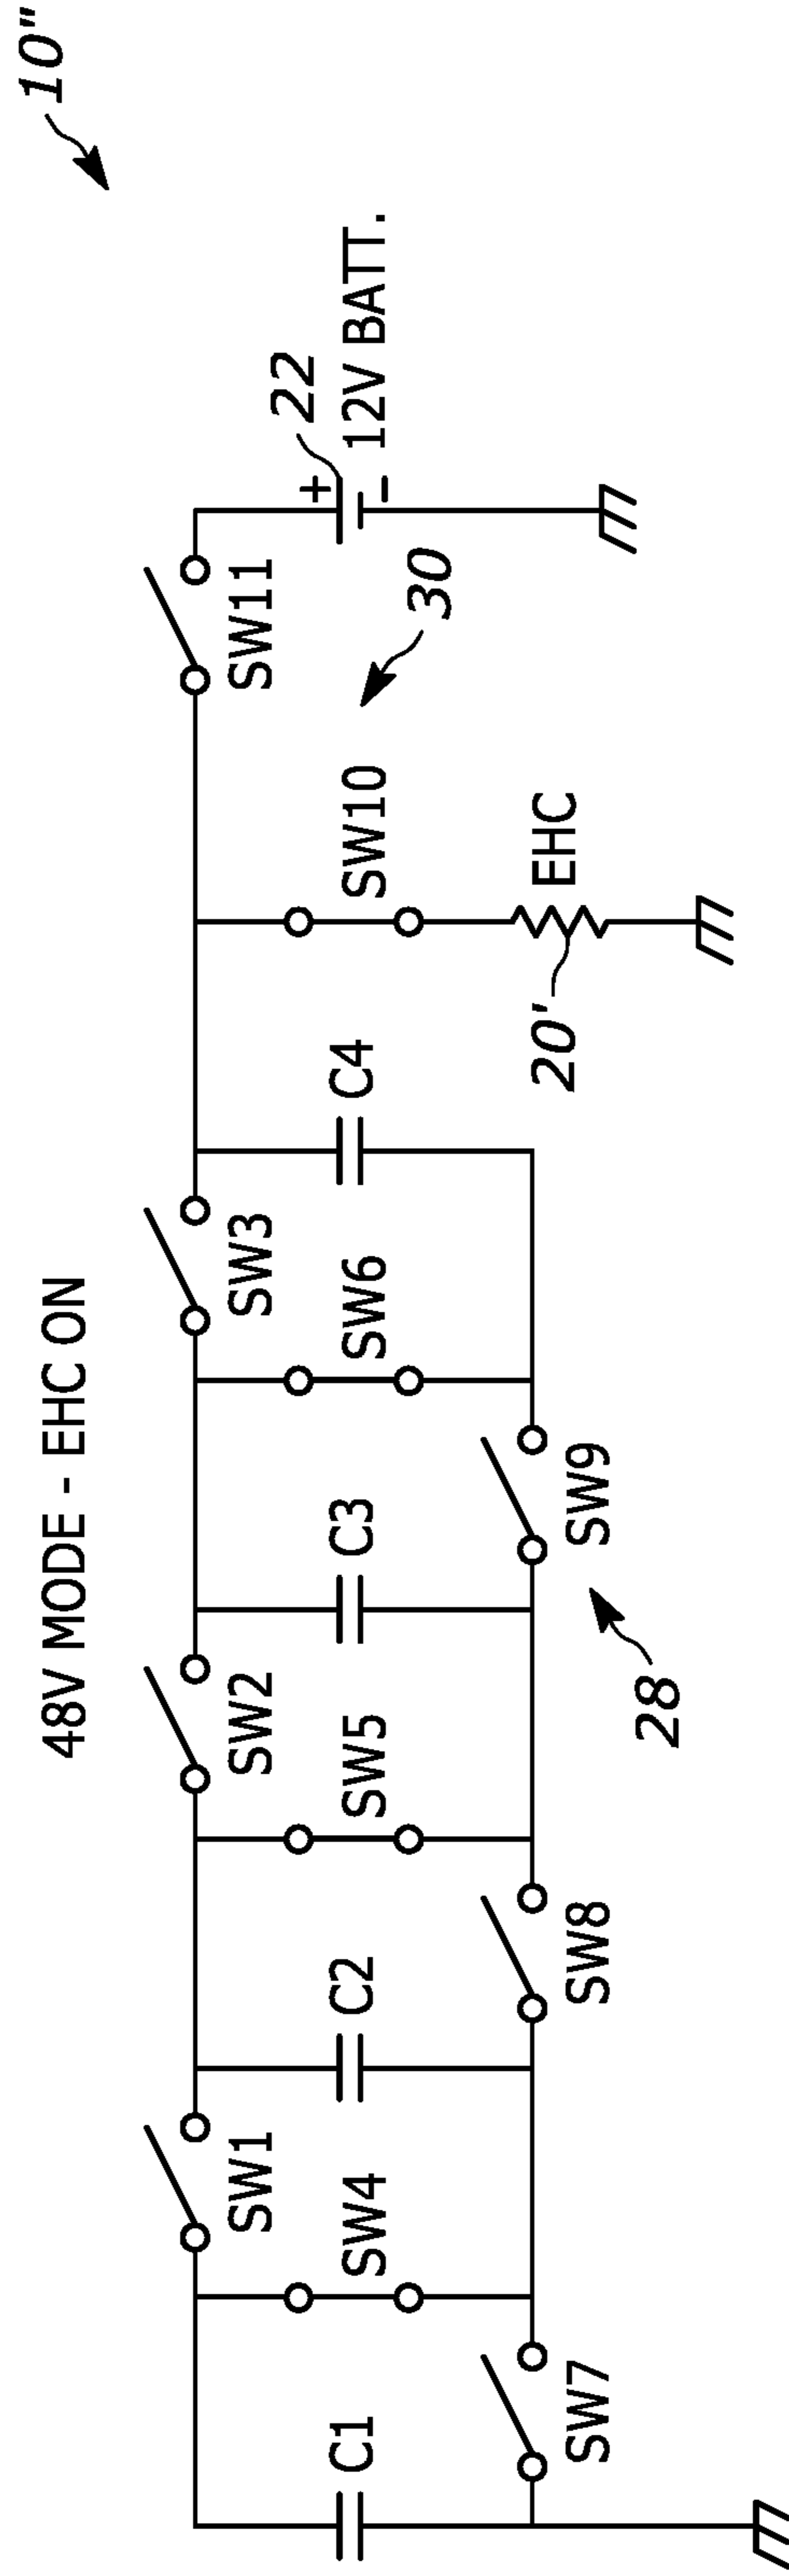 10"
48V MODE - EHC ON
SW1
SW2
SW3
SW11
C1
SW4
C2
SW5
C3
SW6
C4
SW10
+
22
12V BATT.
−
30
SW7
SW8
SW9
20'
EHC
28